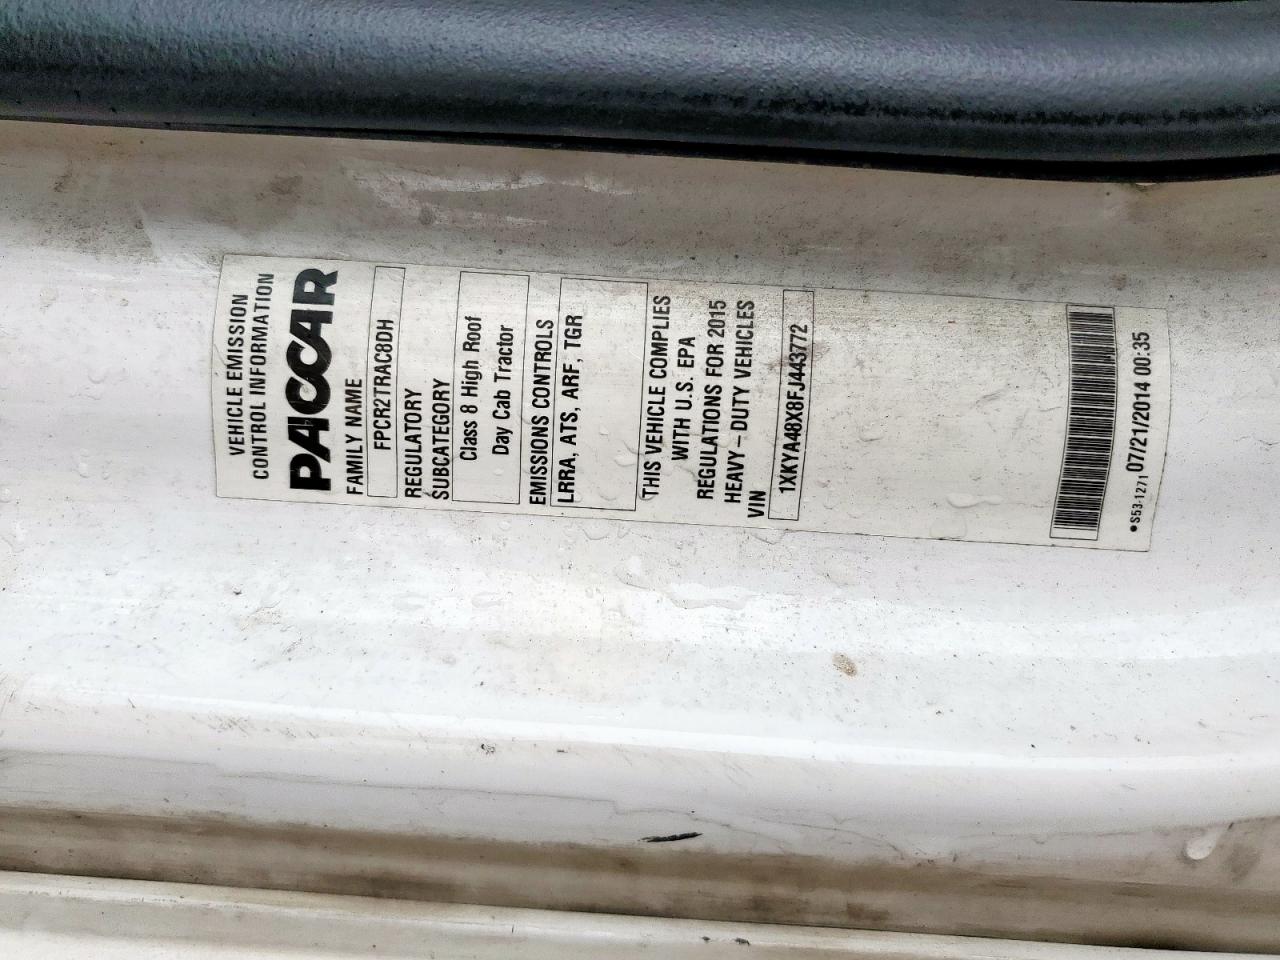 VEHICLE EMISSION
CONTROL INFORMATION
PACCAR
FAMILY NAME
FPCR2TRAC8DH
REGULATORY
SUBCATEGORY
Class 8 High Roof
Day Cab Tractor
EMISSIONS CONTROLS
LRRA, ATS, ARF, TGR
THIS VEHICLE COMPLIES
WITH U.S. EPA
REGULATIONS FOR 2015
HEAVY-DUTY VEHICLES
VIN
1XKYA48X8FJ443772
•S53-1271 07/21/2014 00:35